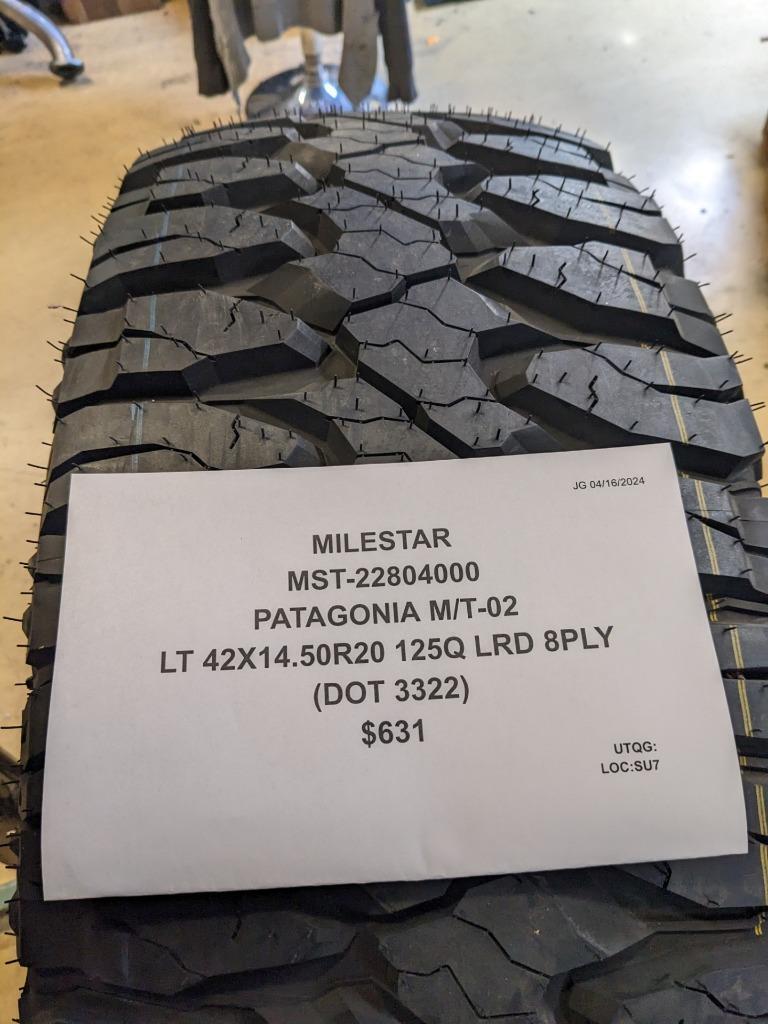 JG 04/16/2024
MILESTAR
MST-22804000
PATAGONIA M/T-02
LT 42X14.50R20 125Q LRD 8PLY
(DOT 3322)
$631
UTQG:
LOC:SU7